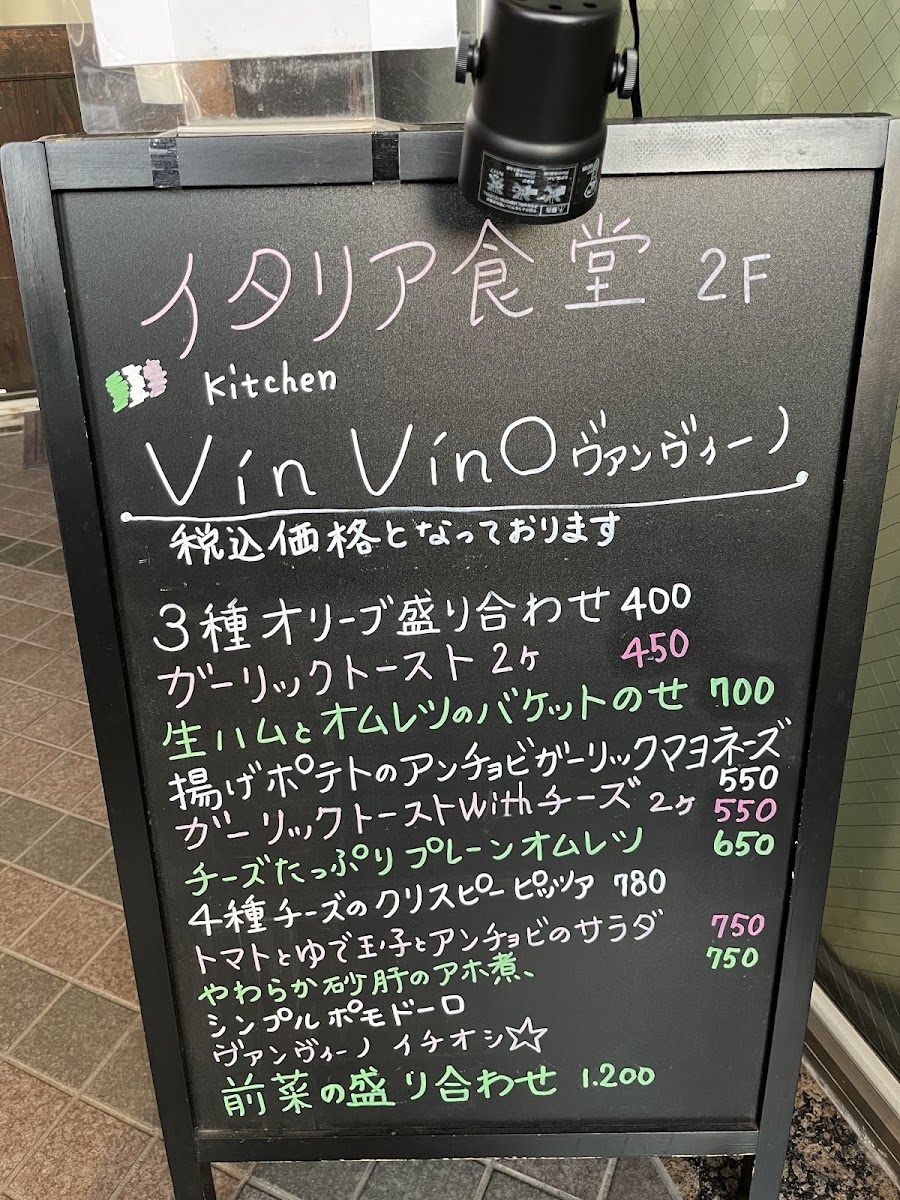 イタリア食堂 2F
Kitchen
Vin VinO ヴァンヴィーノ
税込価格となっております
3種オリーブ盛り合わせ 400
ガーリックトースト 2ヶ 450
生ハムとオムレツのバケットのせ 700
揚げポテトのアンチョビガーリックマヨネーズ
550
ガーリックトーストwithチーズ 2ヶ 550
チーズたっぷりプレーンオムレツ 650
4種チーズのクリスピーピッツァ 780
トマトとゆで玉子とアンチョビのサラダ 750
やわらか砂肝のアホ煮、 750
シンプルポモドーロ
ヴァンヴィーノ イチオシ☆
前菜の盛り合わせ 1.200